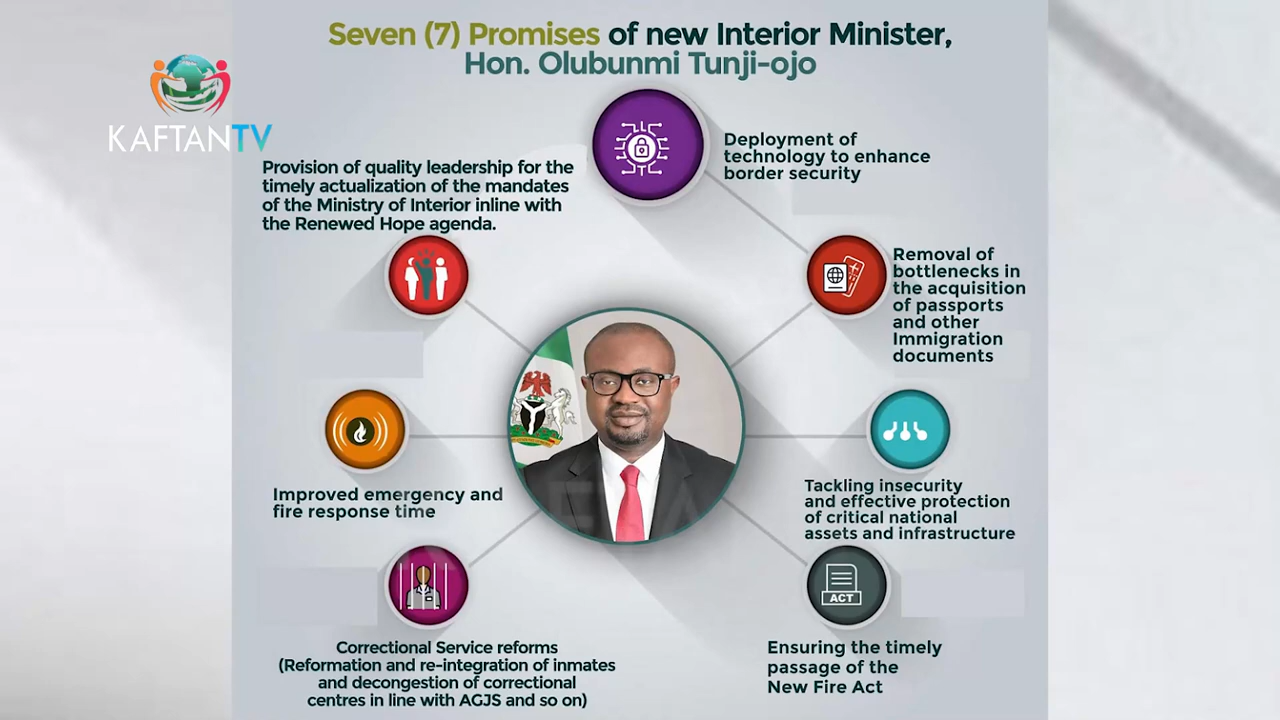 Seven (7) Promises of new Interior Minister,
Hon. Olubunmi Tunji-ojo
KAFTANTV
Deployment of
technology to enhance
border security
Provision of quality leadership for the
timely actualization of the mandates
of the Ministry of Interior inline with
the Renewed Hope agenda.
Removal of
bottlenecks in
the acquisition
of passports
and other
Immigration
documents
Improved emergency and
fire response time
Tackling insecurity
and effective protection
of critical national
assets and infrastructure
ACT
Correctional Service reforms
(Reformation and re-integration of inmates
and decongestion of correctional
centres in line with AGJS and so on)
Ensuring the timely
passage of the
New Fire Act